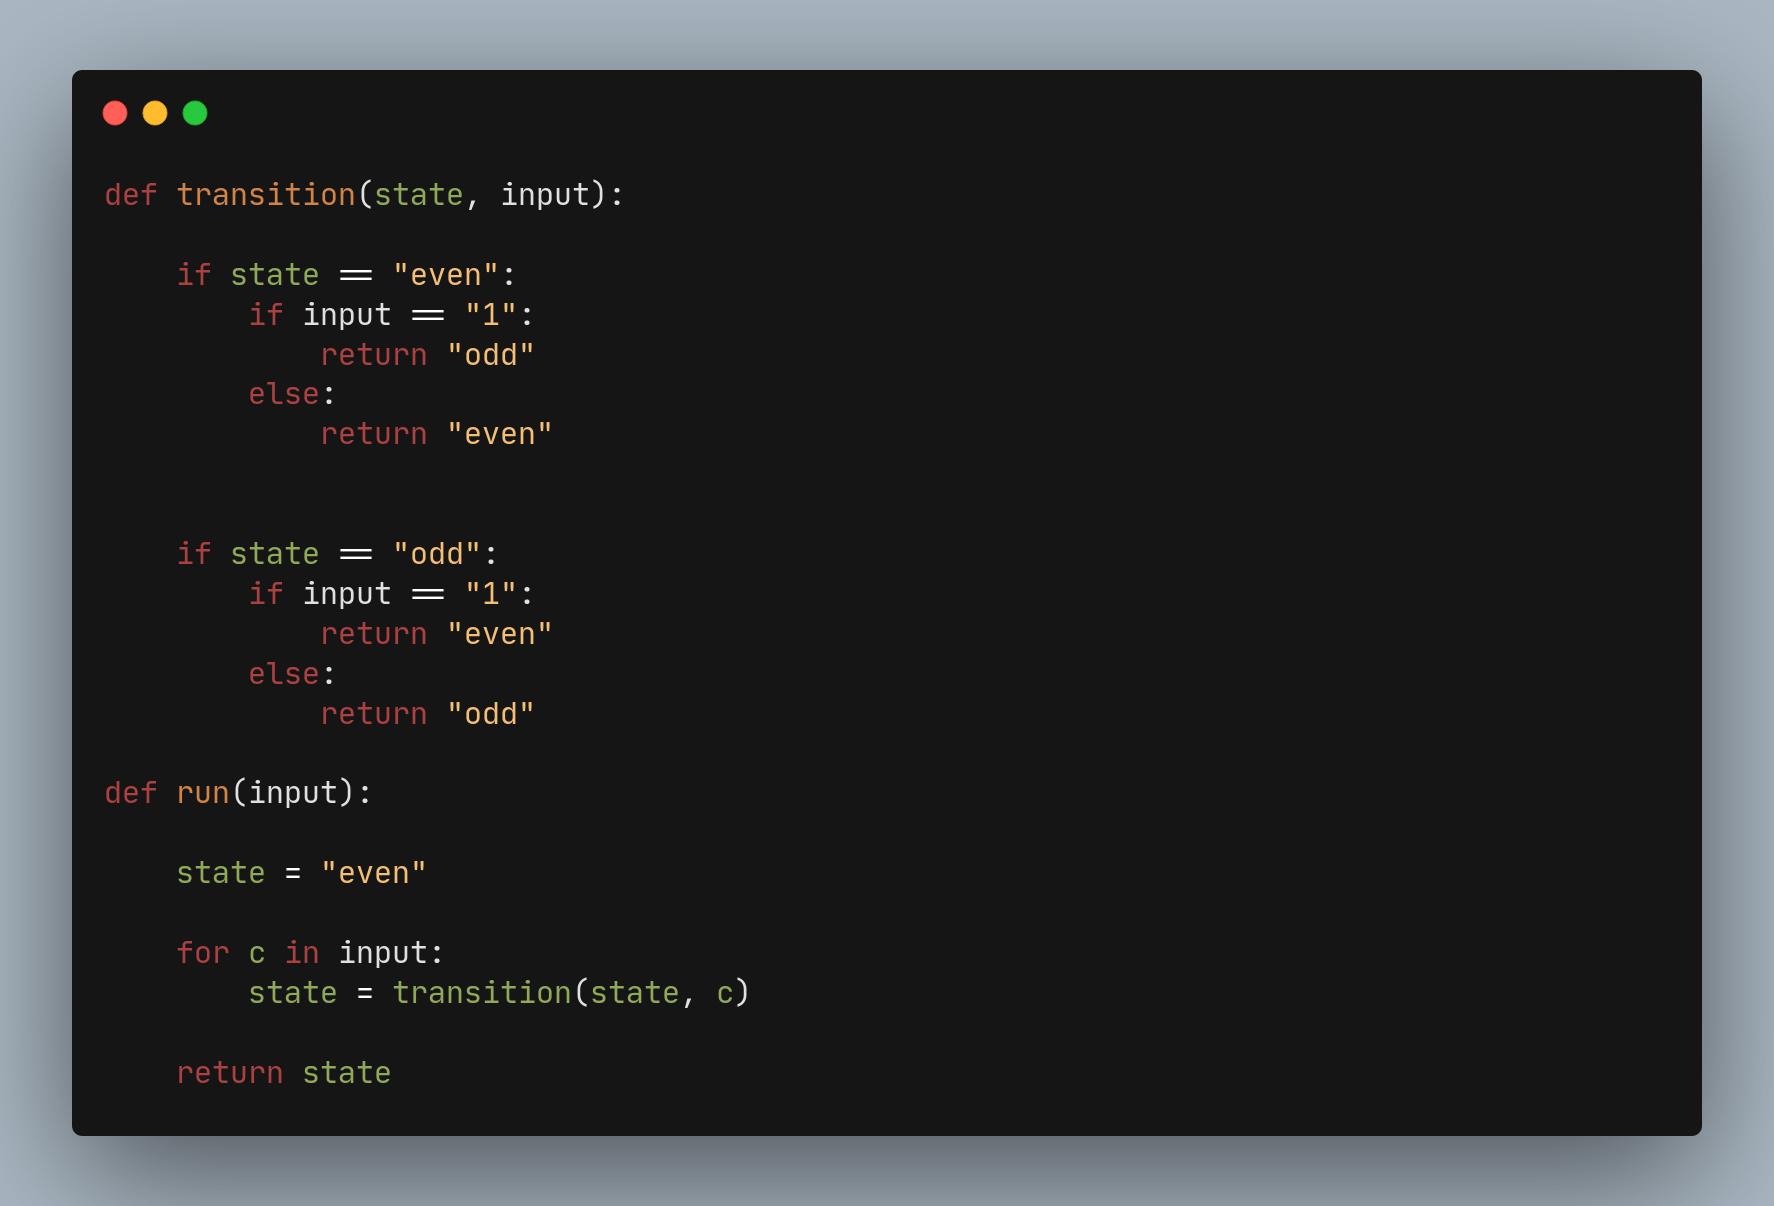 def transition(state, input):
    if state == "even":
        if input == "1":
            return "odd"
        else:
            return "even"
    if state == "odd":
        if input == "1":
            return "even"
        else:
            return "odd"
def run(input):
    state = "even"
    for c in input:
        state = transition(state, c)
    return state